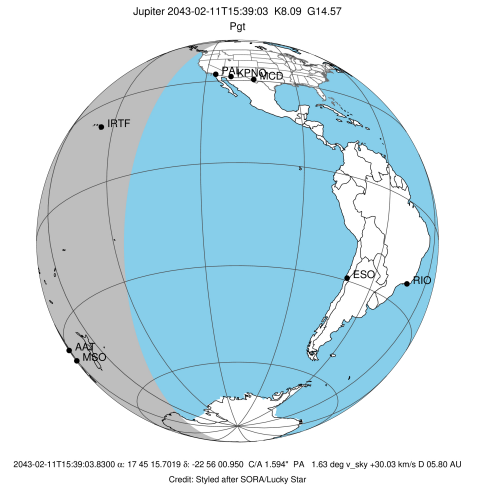 Jupiter 2043-02-11T15:39:03 K8.09 G14.57
Pgt
KPNO
MCD
IRTF
ESO
RIO
AAT
MSO
2043-02-11T15:39:03.8300 α: 17 45 15.7019 δ: -22 56 00.950 C/A 1.594" PA 1.63 deg v_sky +30.03 km/s D 05.80 AU
Credit: Styled after SORA/Lucky Star